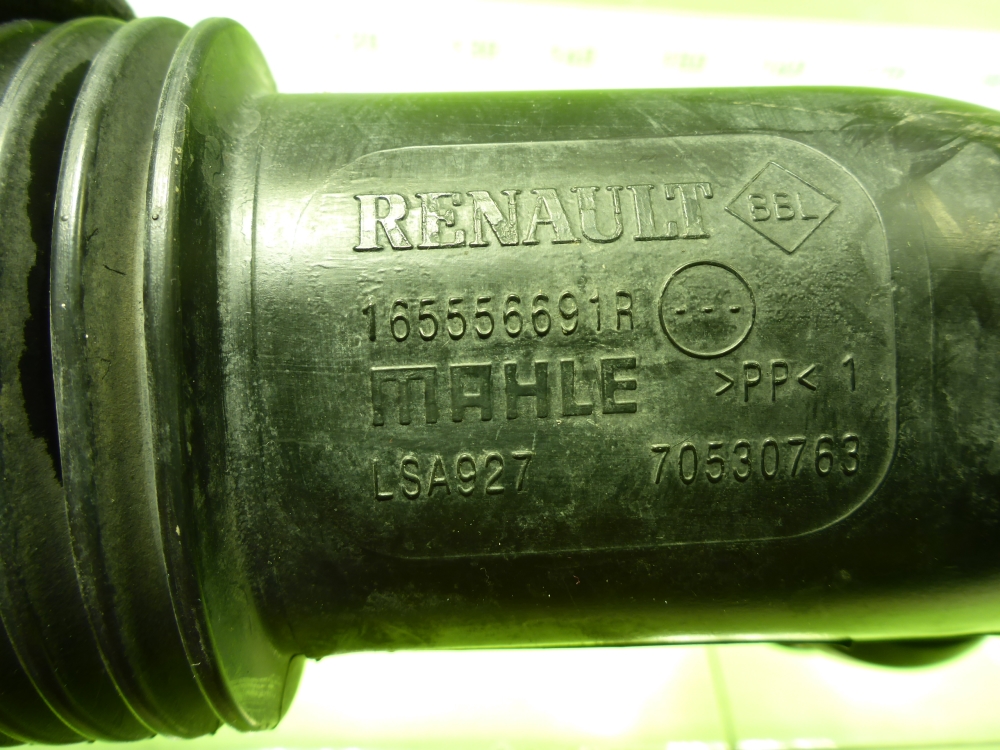 RENAULT BBL
165556691R ---
MAHLE >PP< 1
LSA927 70530763